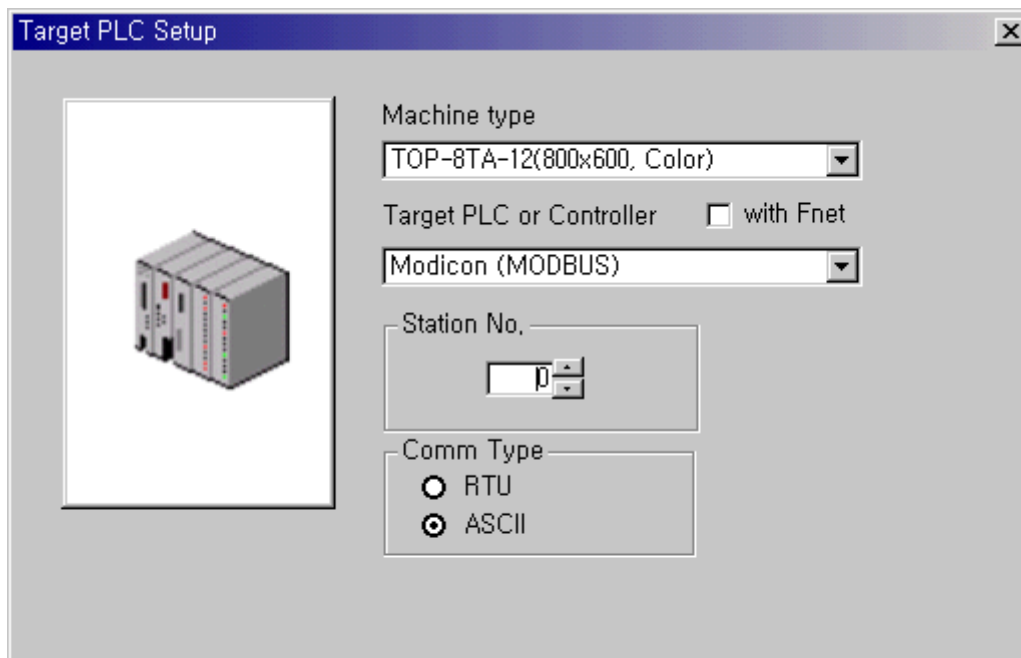 Target PLC Setup
Machine type
TOP-8TA-12(800x600, Color)
Target PLC or Controller with Fnet
Modicon (MODBUS)
Station No.
0
Comm Type
RTU
ASCII